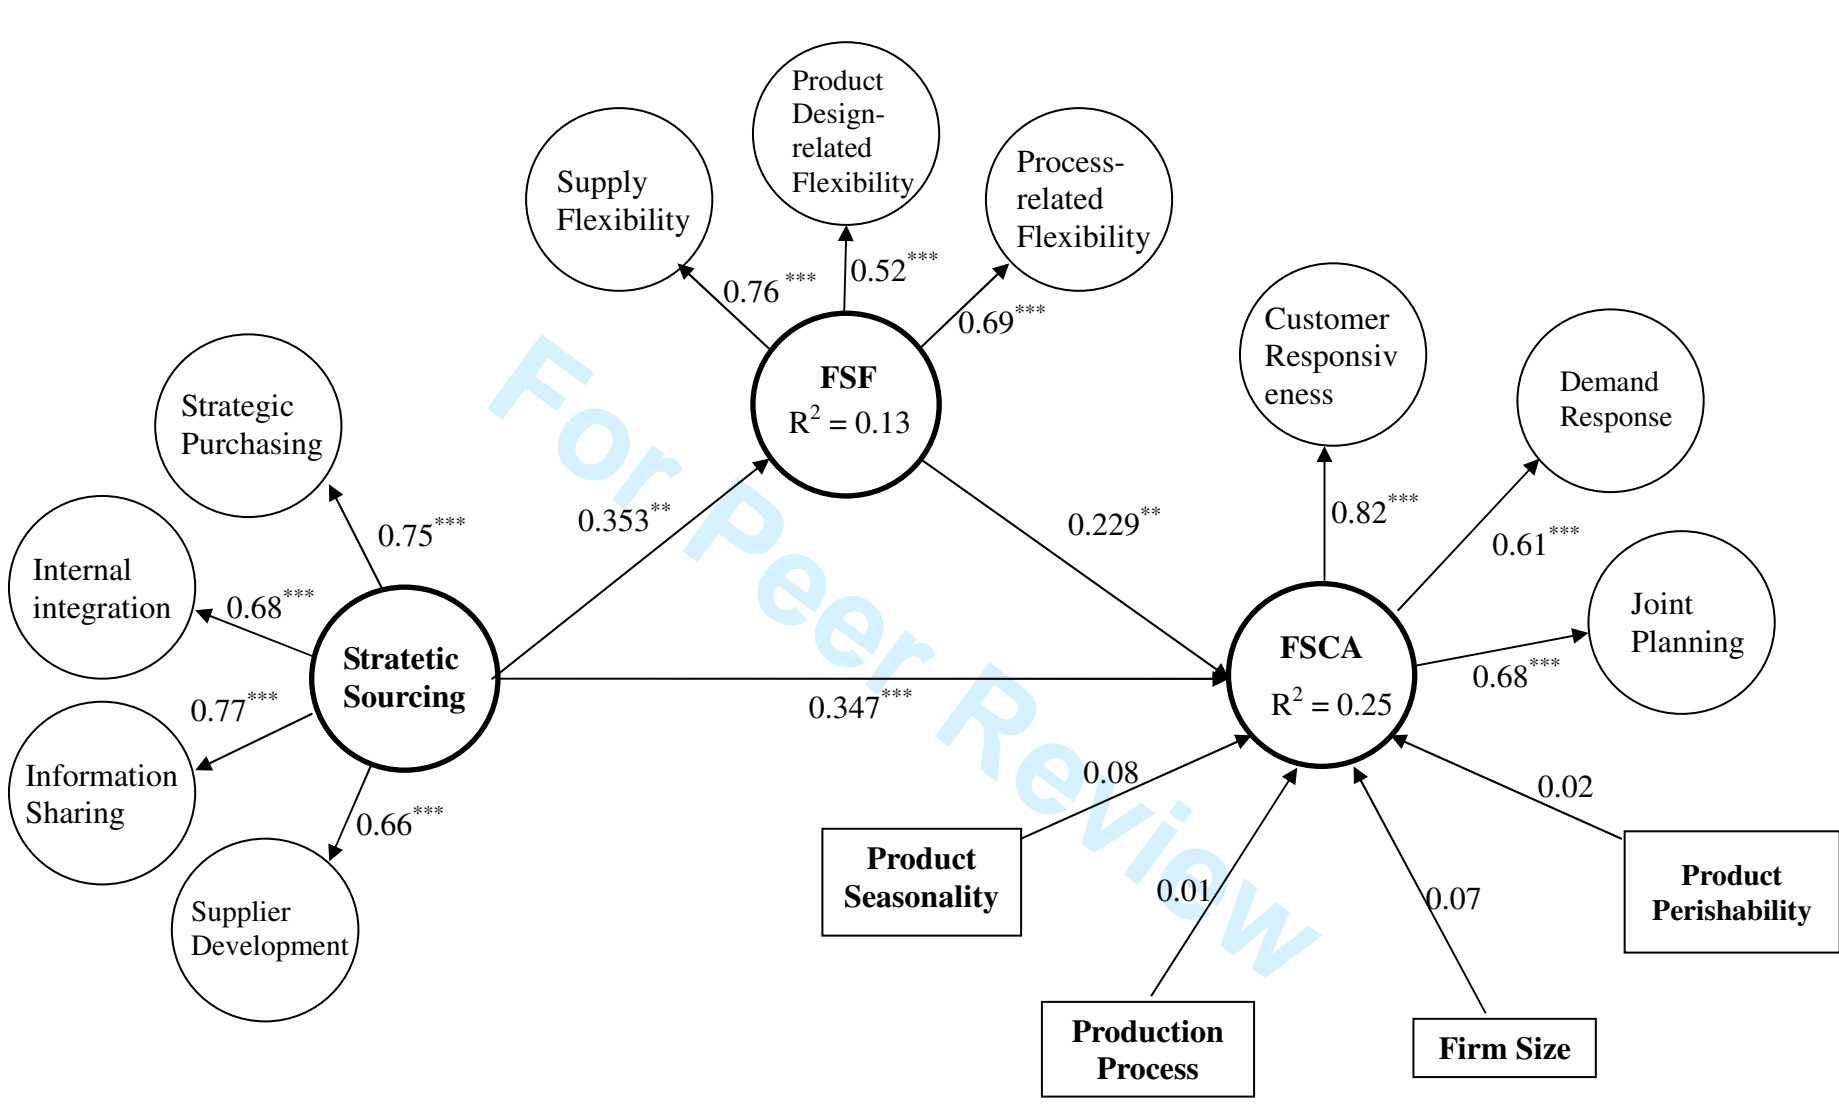 Product
Design-
related
Flexibility
Supply
Flexibility
Process-
related
Flexibility
0.76 ***
0.52***
0.69***
FSF
R² = 0.13
Customer
Responsiv
eness
Demand
Response
Joint
Planning
0.82***
0.61***
0.68***
Strategic
Purchasing
Internal
integration
Information
Sharing
Supplier
Development
0.75***
0.68***
0.77***
0.66***
Stratetic
Sourcing
0.353**
0.229**
0.347***
FSCA
R² = 0.25
0.08
0.01
0.07
0.02
Product
Seasonality
Production
Process
Firm Size
Product
Perishability
For Peer Review